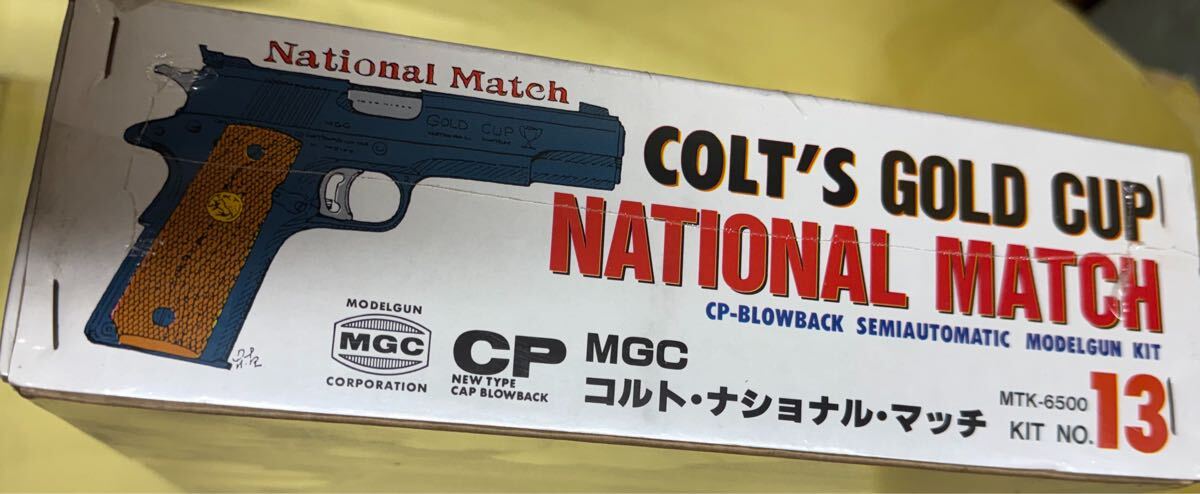 National Match
MGC
GOLD CUP
COLT'S GOLD CUP
NATIONAL MATCH
CP-BLOWBACK SEMIAUTOMATIC MODELGUN KIT
MODELGUN
MGC
CORPORATION
CP
NEW TYPE
CAP BLOWBACK
MGC
コルト・ナショナル・マッチ
MTK-6500
KIT NO. 13